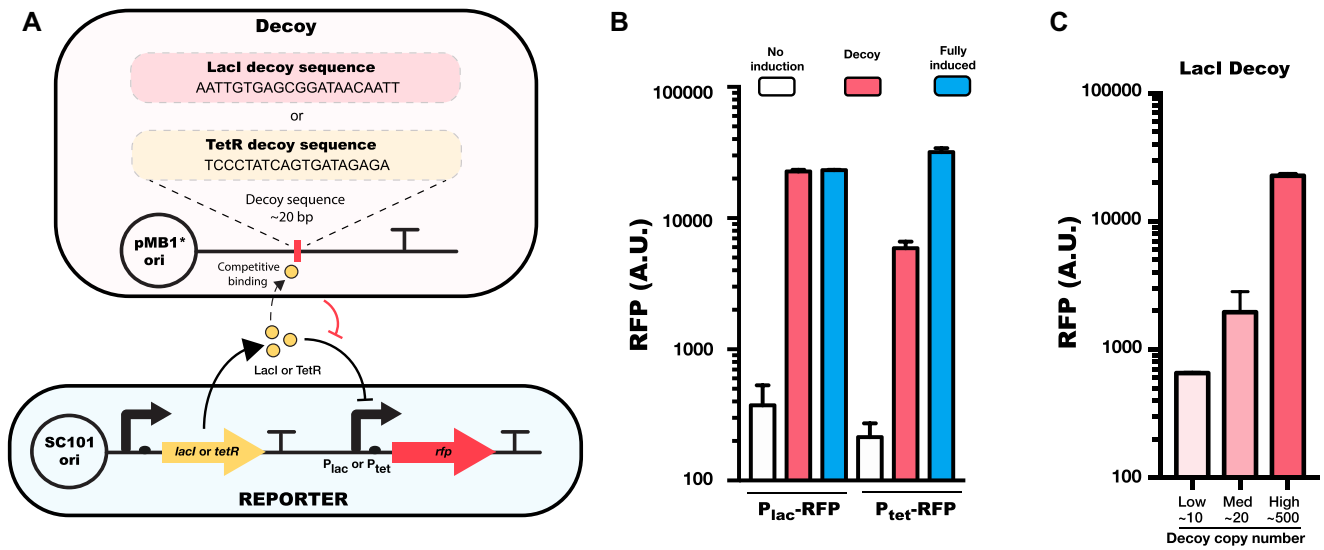 A
Decoy
LacI decoy sequence
AATTGTGAGCGGATAACAATT
or
TetR decoy sequence
TCCCTATCAGTGATAGAGA
Decoy sequence
~20 bp
pMB1*
ori
Competitive
binding
LacI or TetR
SC101
ori
lacI or tetR
Plac or Ptet
rfp
REPORTER
B
No
induction
Decoy
Fully
induced
RFP (A.U.)
100000
10000
1000
100
Plac-RFP
Ptet-RFP
C
LacI Decoy
RFP (A.U.)
100000
10000
1000
100
Low
~10
Med
~20
High
~500
Decoy copy number